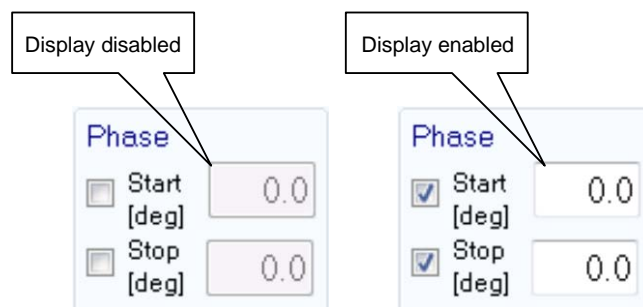 Display disabled
Display enabled
Phase
Start
[deg]
0.0
Stop
[deg]
0.0
Phase
Start
[deg]
0.0
Stop
[deg]
0.0